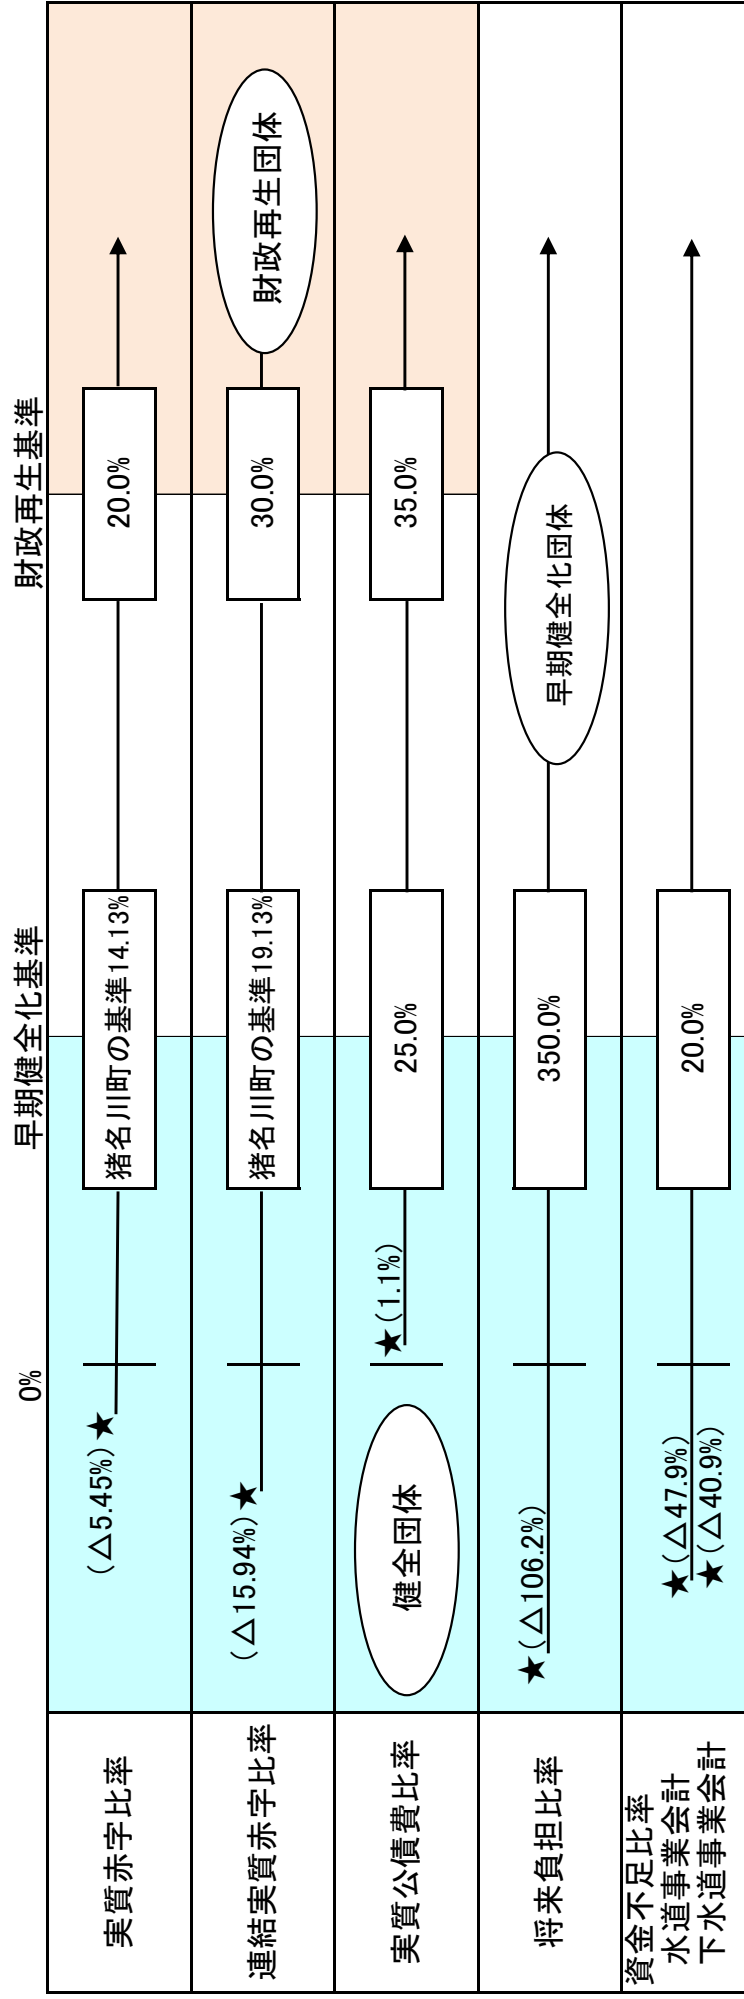 0%
早期健全化基準
財政再生基準
実質赤字比率
(△5.45%)★
猪名川町の基準14.13%
20.0%
連結実質赤字比率
(△15.94%)★
猪名川町の基準19.13%
30.0%
財政再生団体
実質公債費比率
健全団体
★(1.1%)
25.0%
35.0%
将来負担比率
★(△106.2%)
350.0%
早期健全化団体
資金不足比率
水道事業会計
下水道事業会計
★(△47.9%)
★(△40.9%)
20.0%